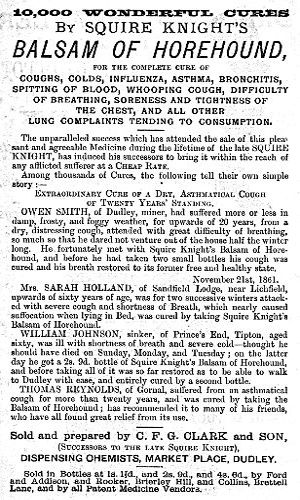 10,000 WONDERFUL CURES
BY SQUIRE KNIGHT'S
BALSAM OF HOREHOUND,
FOR THE COMPLETE CURE OF
COUGHS, COLDS, INFLUENZA, ASTHMA, BRONCHITIS,
SPITTING OF BLOOD, WHOOPING COUGH, DIFFICULTY
OF BREATHING, SORENESS AND TIGHTNESS OF
THE CHEST, AND ALL OTHER
LUNG COMPLAINTS TENDING TO CONSUMPTION.
The unparalleled success which has attended the sale of this plea-
sant and agreeable Medicine during the lifetime of the late SQUIRE
KNIGHT, has induced his successors to bring it within the reach of
any afflicted sufferer at a CHEAP RATE.
Among thousands of Cures, the following tell their own simple
story :—
EXTRAORDINARY CURE OF A DRY, ASTHMATICAL COUGH
OF TWENTY YEARS' STANDING.
OWEN SMITH, of Dudley, miner, had suffered more or less in
damp, frosty, and foggy weather, for upwards of 20 years, from a
dry, distressing cough, attended with great difficulty of breathing,
so much so that he dared not venture out of the house half the winter
long. He fortunately met with Squire Knight's Balsam of Hore-
hound, and before he had taken two small bottles his cough was
cured and his breath restored to its former free and healthy state.
November 21st, 1861.
Mrs. SARAH HOLLAND, of Sandfield Lodge, near Lichfield,
upwards of sixty years of age, was for two successive winters attack-
ed with severe cough and shortness of Breath, which nearly caused
suffocation when lying in Bed, was cured by taking Squire Knight's
Balsam of Horehound.
WILLIAM JOHNSON, sinker, of Prince's End, Tipton, aged
sixty, was ill with shortness of breath and severe cold—thought he
should have died on Sunday, Monday, and Tuesday; on the latter
day he got a 2s. 9d. bottle of Squire Knight's Balsam of Horehound,
and before taking all of it was so far restored as to be able to walk
to Dudley with ease, and entirely cured by a second bottle.
THOMAS REYNOLDS, of Gornal, suffered from an asthmatical
cough for more than twenty years, and was cured by taking the
Balsam of Horehound; has recommended it to many of his friends,
who have all found great relief from its use.
Sold and prepared by C. F. G. CLARK and SON,
(SUCCESSORS TO THE LATE SQUIRE KNIGHT),
DISPENSING CHEMISTS, MARKET PLACE, DUDLEY.
Sold in Bottles at 1s. 1½d., and 2s. 9d., and 4s. 6d., by Ford
and Addison, and Rooker, Brierley Hill, and Collins, Brettell
Lane, and by all Patent Medicine Vendors.